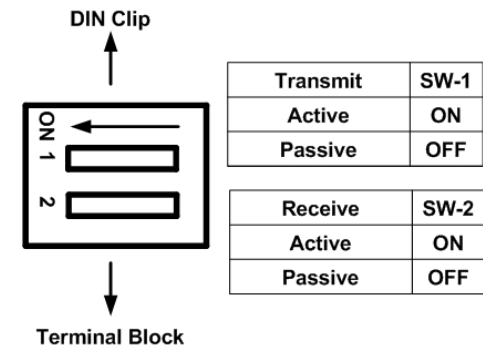 DIN Clip
ON
1
2
Terminal Block
Transmit SW-1
Active ON
Passive OFF
Receive SW-2
Active ON
Passive OFF